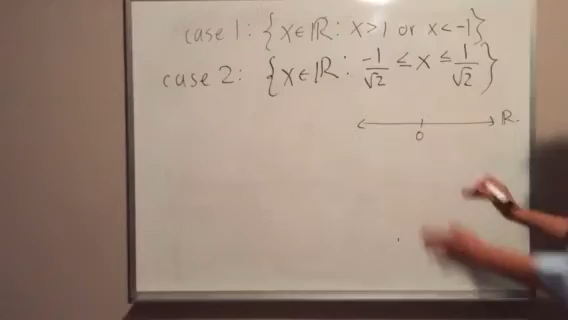 case 1: {x∈ℝ: x>1 or x<-1}
case 2: {x∈ℝ: -1/√2 ≤ x ≤ 1/√2}
ℝ.
0